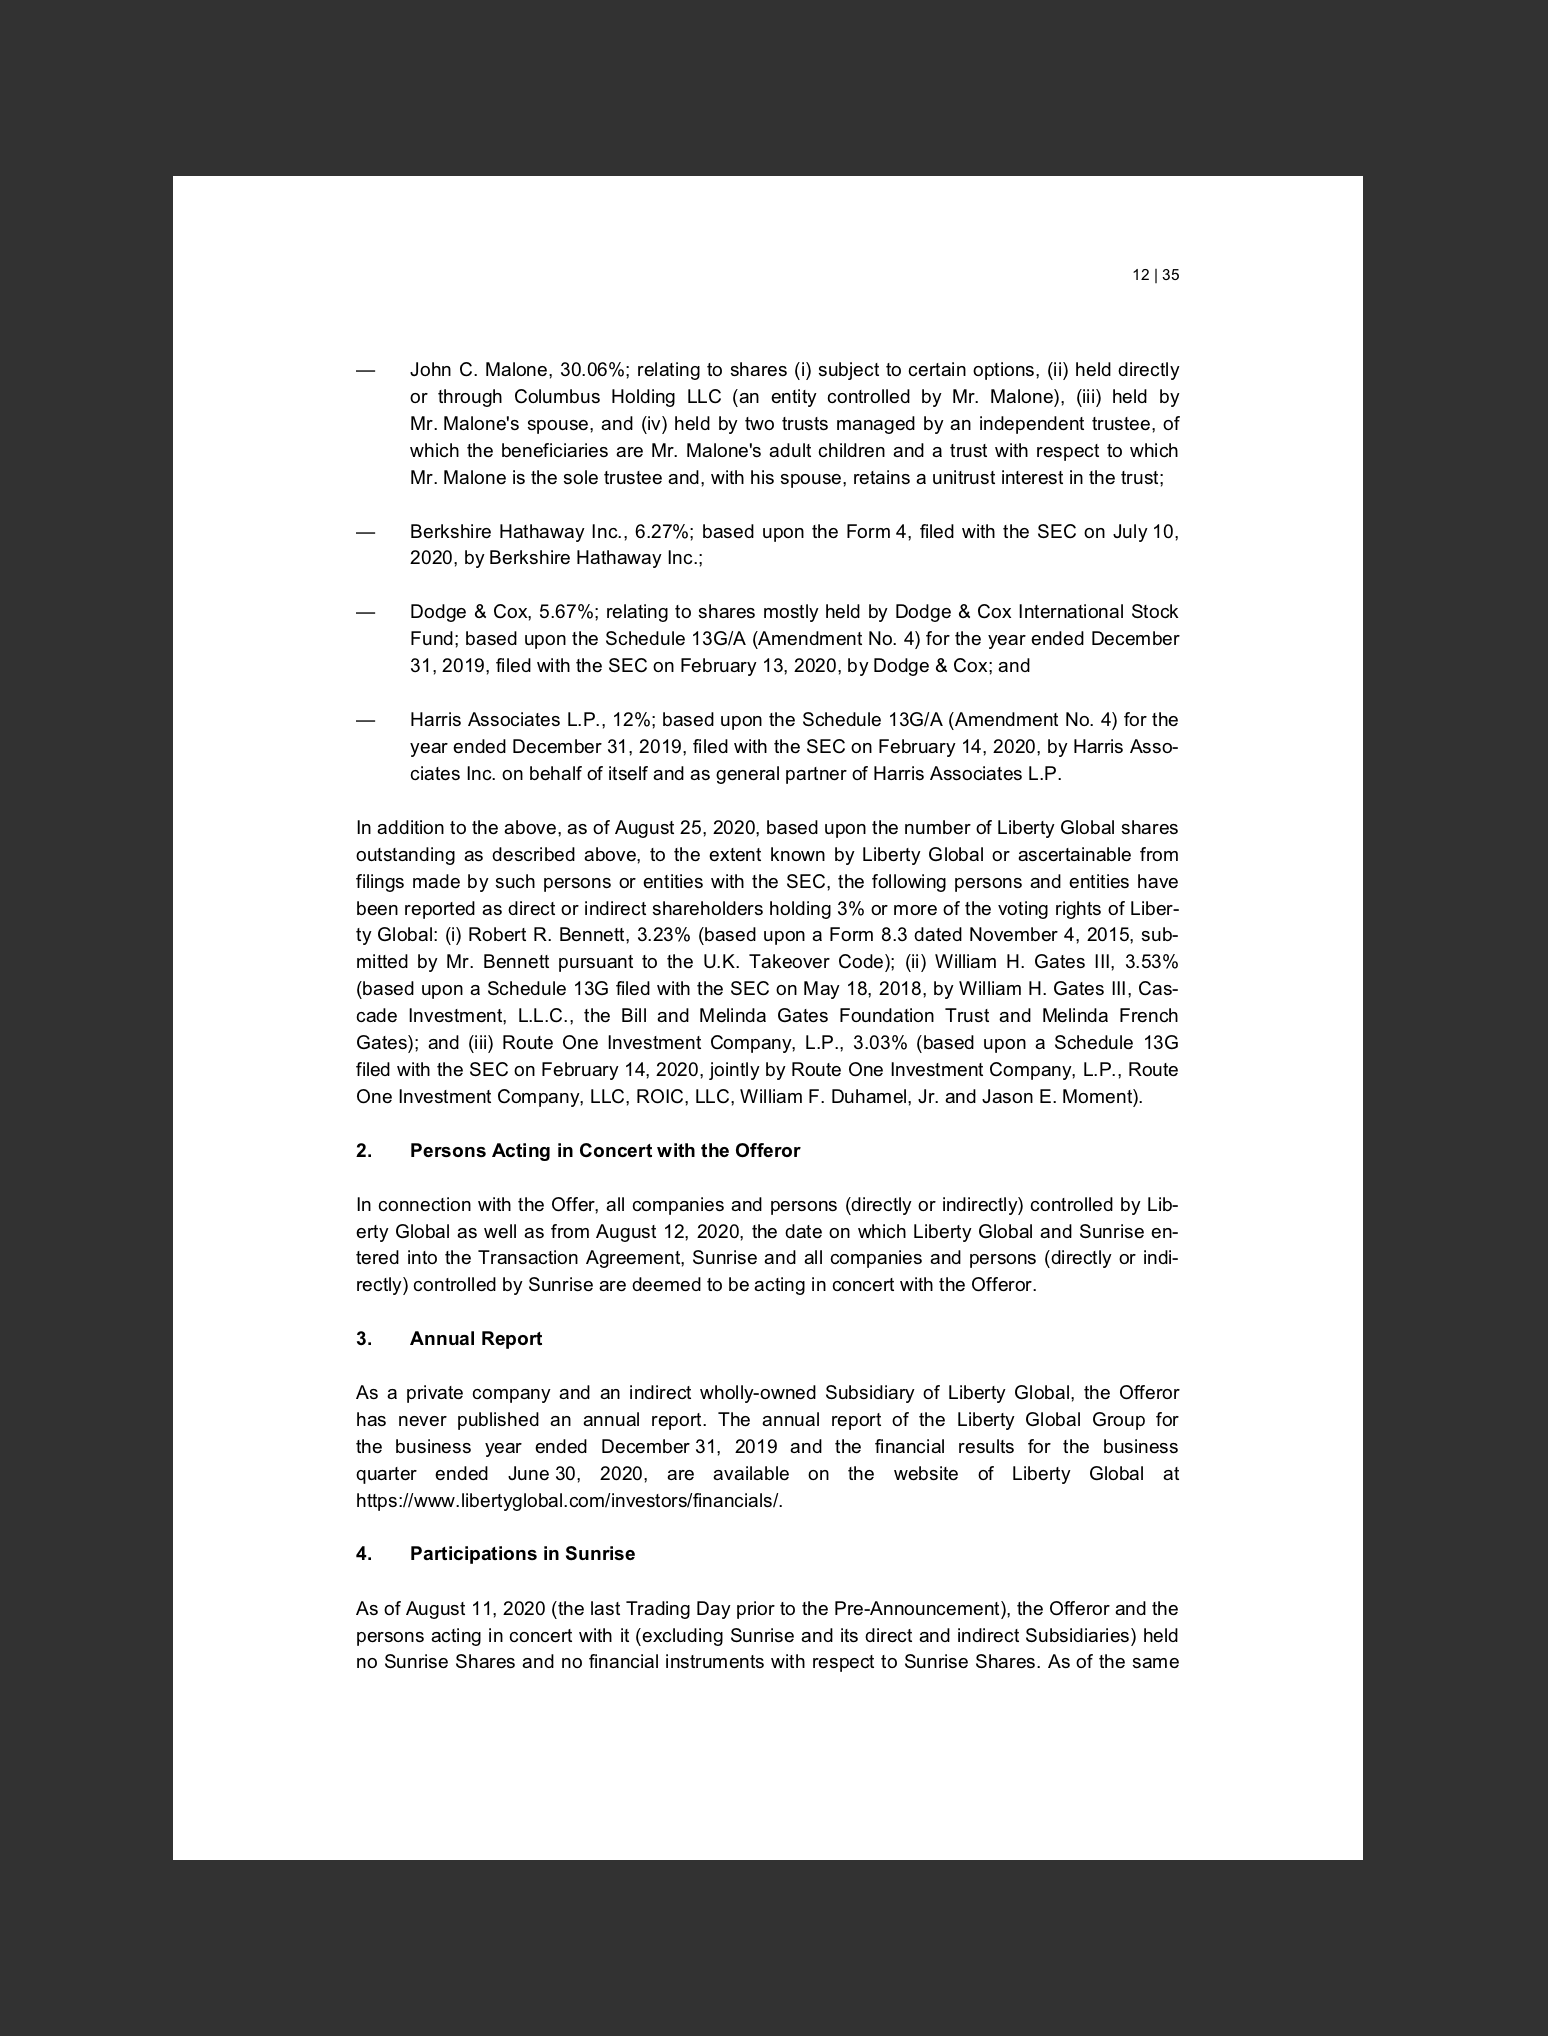 12 | 35
— John C. Malone, 30.06%; relating to shares (i) subject to certain options, (ii) held directly
or through Columbus Holding LLC (an entity controlled by Mr. Malone), (iii) held by
Mr. Malone's spouse, and (iv) held by two trusts managed by an independent trustee, of
which the beneficiaries are Mr. Malone's adult children and a trust with respect to which
Mr. Malone is the sole trustee and, with his spouse, retains a unitrust interest in the trust;
— Berkshire Hathaway Inc., 6.27%; based upon the Form 4, filed with the SEC on July 10,
2020, by Berkshire Hathaway Inc.;
— Dodge & Cox, 5.67%; relating to shares mostly held by Dodge & Cox International Stock
Fund; based upon the Schedule 13G/A (Amendment No. 4) for the year ended December
31, 2019, filed with the SEC on February 13, 2020, by Dodge & Cox; and
— Harris Associates L.P., 12%; based upon the Schedule 13G/A (Amendment No. 4) for the
year ended December 31, 2019, filed with the SEC on February 14, 2020, by Harris Asso-
ciates Inc. on behalf of itself and as general partner of Harris Associates L.P.
In addition to the above, as of August 25, 2020, based upon the number of Liberty Global shares
outstanding as described above, to the extent known by Liberty Global or ascertainable from
filings made by such persons or entities with the SEC, the following persons and entities have
been reported as direct or indirect shareholders holding 3% or more of the voting rights of Liber-
ty Global: (i) Robert R. Bennett, 3.23% (based upon a Form 8.3 dated November 4, 2015, sub-
mitted by Mr. Bennett pursuant to the U.K. Takeover Code); (ii) William H. Gates III, 3.53%
(based upon a Schedule 13G filed with the SEC on May 18, 2018, by William H. Gates III, Cas-
cade Investment, L.L.C., the Bill and Melinda Gates Foundation Trust and Melinda French
Gates); and (iii) Route One Investment Company, L.P., 3.03% (based upon a Schedule 13G
filed with the SEC on February 14, 2020, jointly by Route One Investment Company, L.P., Route
One Investment Company, LLC, ROIC, LLC, William F. Duhamel, Jr. and Jason E. Moment).
2. Persons Acting in Concert with the Offeror
In connection with the Offer, all companies and persons (directly or indirectly) controlled by Lib-
erty Global as well as from August 12, 2020, the date on which Liberty Global and Sunrise en-
tered into the Transaction Agreement, Sunrise and all companies and persons (directly or indi-
rectly) controlled by Sunrise are deemed to be acting in concert with the Offeror.
3. Annual Report
As a private company and an indirect wholly-owned Subsidiary of Liberty Global, the Offeror
has never published an annual report. The annual report of the Liberty Global Group for
the business year ended December 31, 2019 and the financial results for the business
quarter ended June 30, 2020, are available on the website of Liberty Global at
https://www.libertyglobal.com/investors/financials/.
4. Participations in Sunrise
As of August 11, 2020 (the last Trading Day prior to the Pre-Announcement), the Offeror and the
persons acting in concert with it (excluding Sunrise and its direct and indirect Subsidiaries) held
no Sunrise Shares and no financial instruments with respect to Sunrise Shares. As of the same